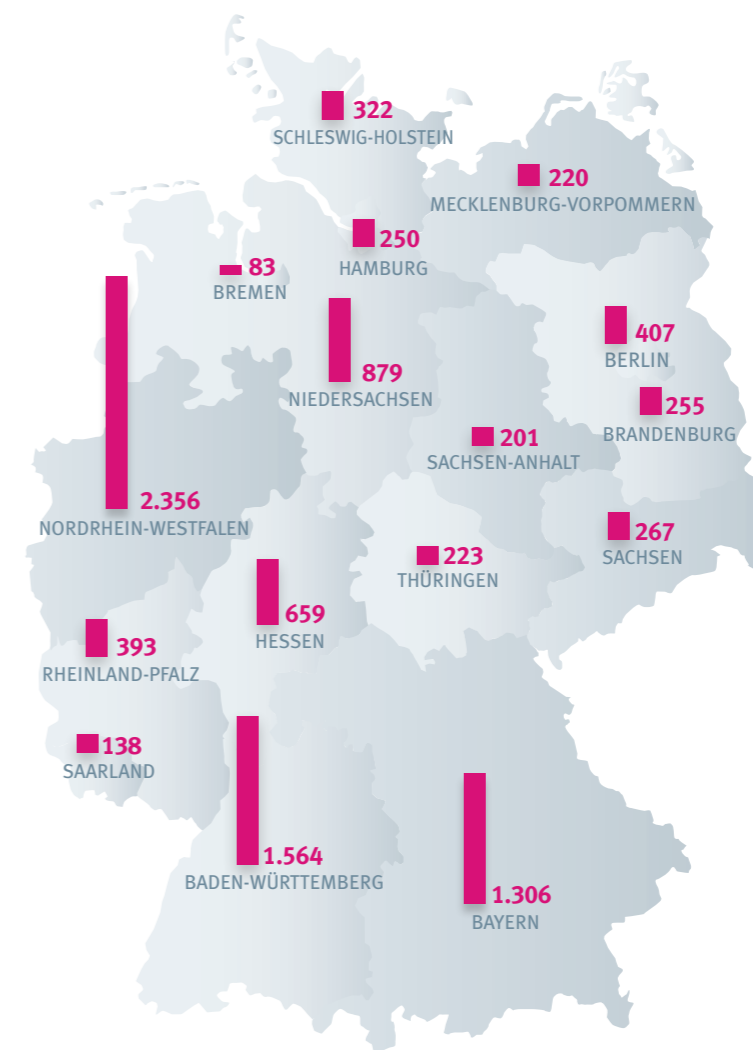 322
SCHLESWIG-HOLSTEIN
220
MECKLENBURG-VORPOMMERN
250
HAMBURG
83
BREMEN
407
BERLIN
879
NIEDERSACHSEN
255
BRANDENBURG
201
SACHSEN-ANHALT
2.356
NORDRHEIN-WESTFALEN
267
SACHSEN
223
THÜRINGEN
659
HESSEN
393
RHEINLAND-PFALZ
138
SAARLAND
1.564
BADEN-WÜRTTEMBERG
1.306
BAYERN